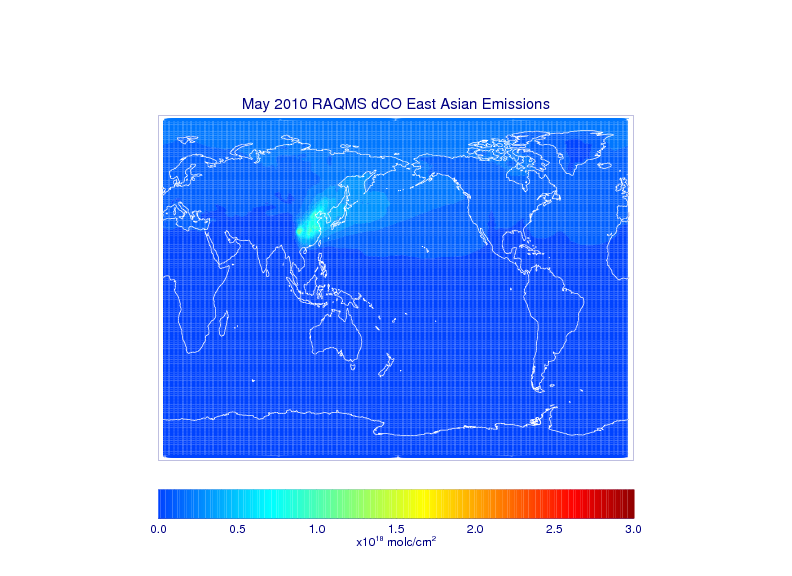 May 2010 RAQMS dCO East Asian Emissions
0.0 0.5 1.0 1.5 2.0 2.5 3.0
x10¹⁸ molc/cm²